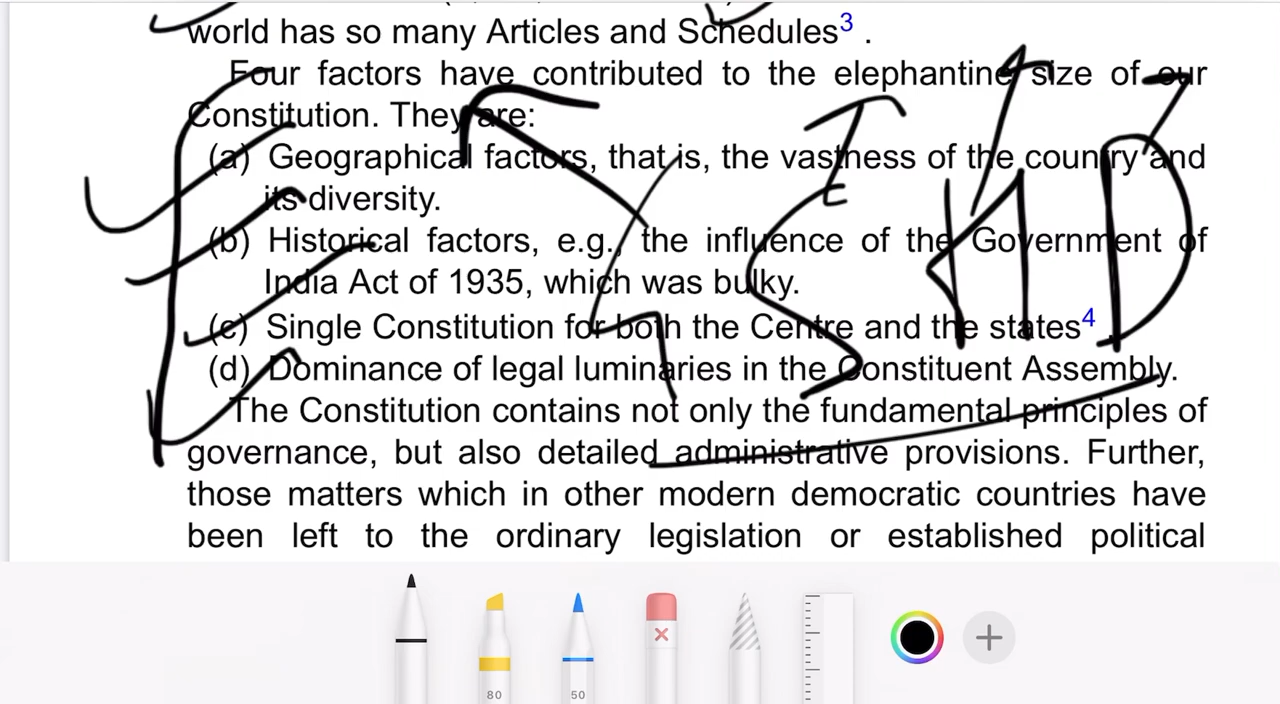 world has so many Articles and Schedules3 .
Four factors have contributed to the elephantine size of our
Constitution. They are:
(a) Geographical factors, that is, the vastness of the country and
its diversity.
(b) Historical factors, e.g., the influence of the Government of
India Act of 1935, which was bulky.
(c) Single Constitution for both the Centre and the states4 .
(d) Dominance of legal luminaries in the Constituent Assembly.
The Constitution contains not only the fundamental principles of
governance, but also detailed administrative provisions. Further,
those matters which in other modern democratic countries have
been left to the ordinary legislation or established political
80
50